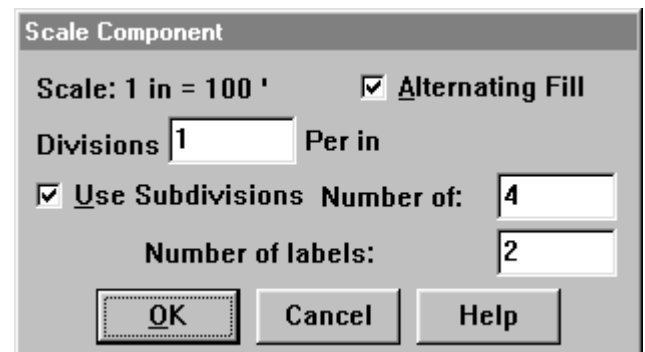 Scale Component
Scale: 1 in = 100 ' Alternating Fill
Divisions 1 Per in
Use Subdivisions Number of: 4
Number of labels: 2
OK Cancel Help